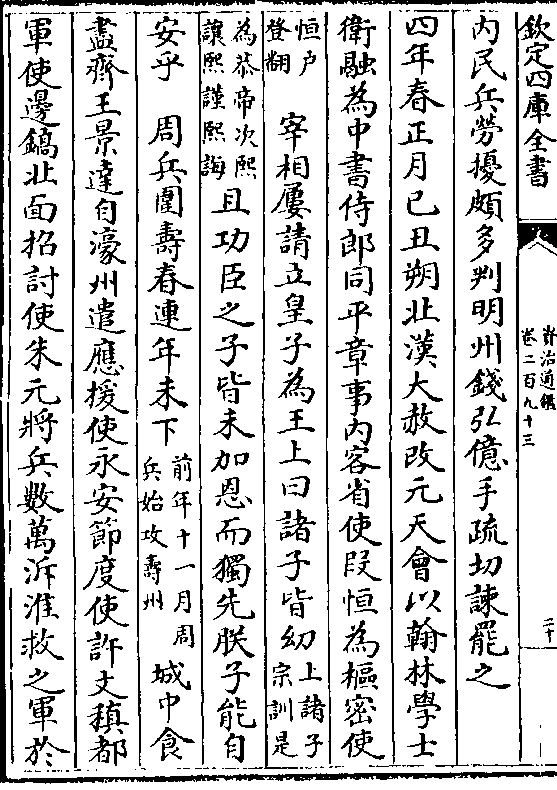 欽定四庫全書
資治通鑑
卷二百九十三
二十
內民兵勞擾頗多判明州錢弘億手疏切諫罷之
四年春正月己丑朔北漢大赦改元天會以翰林學士
衛融為中書侍郎同平章事內客省使段恒為樞密使
恒户登翻 宰相屢請立皇子為王上曰諸子皆幼上諸子宗訓是
為恭帝次熙讓熙謹熙誨且功臣之子皆未加恩而獨先朕子能自
安乎 周兵圍壽春連年未下前年十一月周兵始攻壽州城中食
盡齊王景達自濠州遣應援使永安節度使許文稹都
軍使邊鎬北面招討使朱元將兵數萬泝淮救之軍於